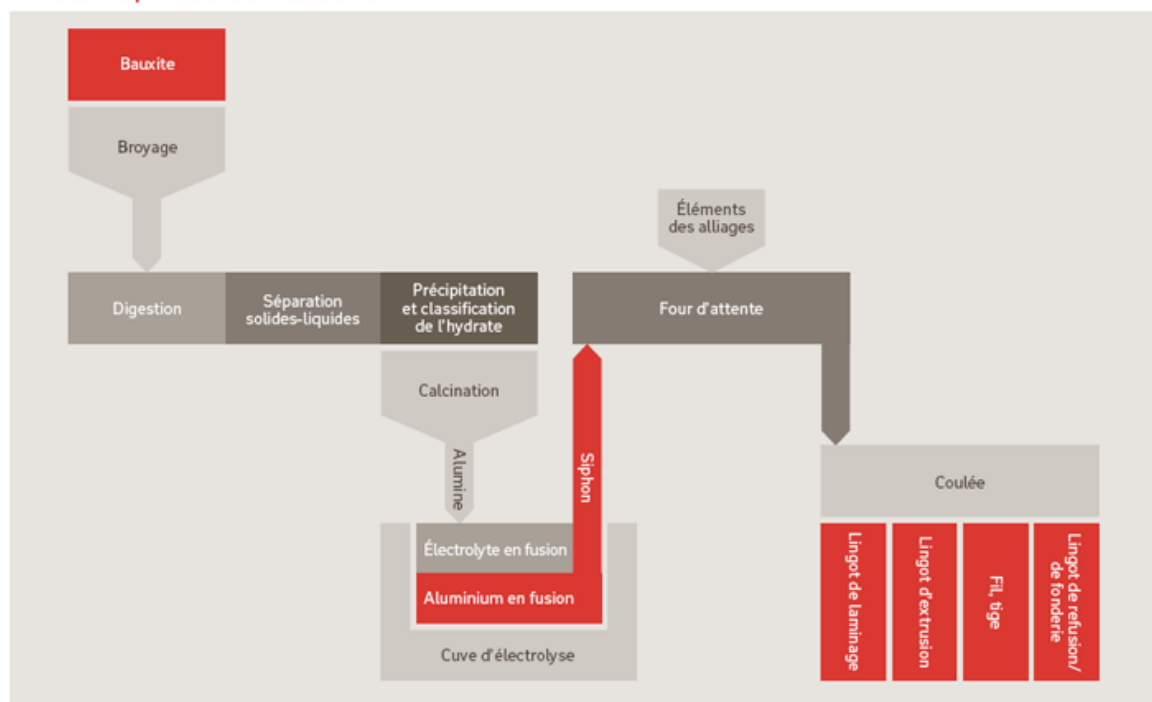 Bauxite
Broyage
Éléments
des alliages
Digestion
Séparation
solides-liquides
Précipitation
et classification
de l'hydrate
Four d'attente
Calcination
Alumine
Siphon
Coulée
Électrolyte en fusion
Aluminium en fusion
Cuve d'électrolyse
Lingot de laminage
Lingot d'extrusion
Fil, tige
Lingot de refusion/
de fonderie